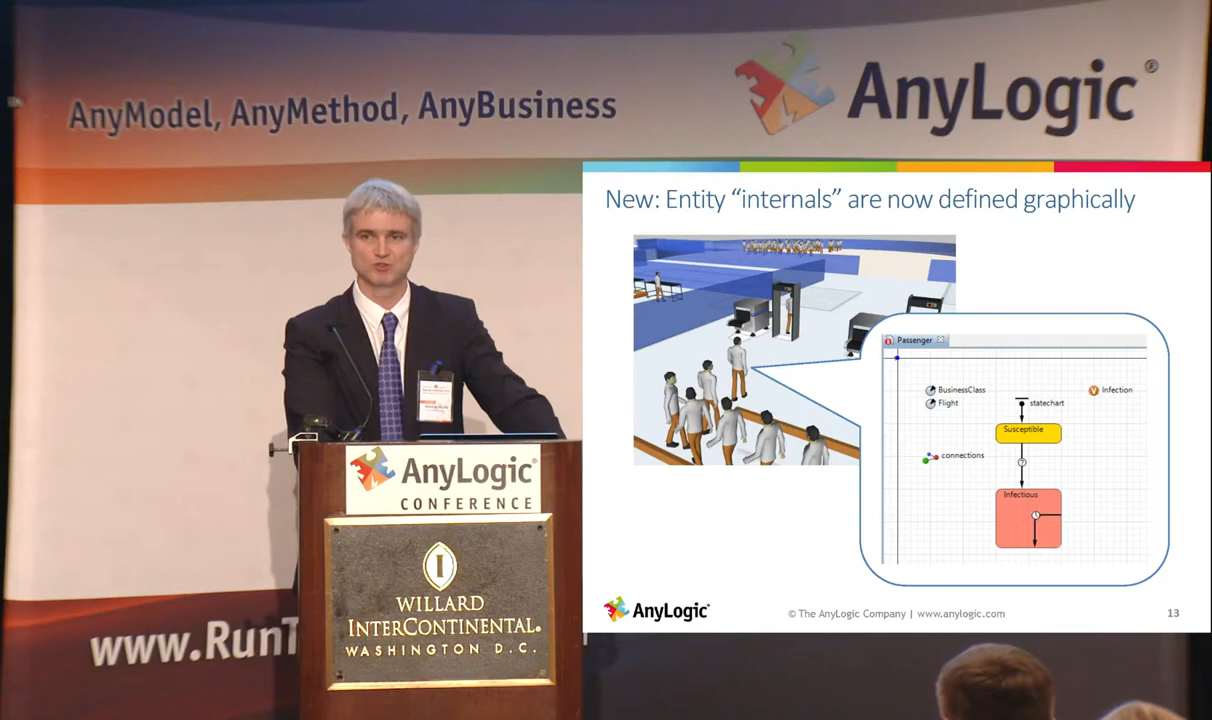 AnyModel, AnyMethod, AnyBusiness
AnyLogic®
New: Entity “internals” are now defined graphically
Passenger
BusinessClass
Flight
statechart
V
Infection
Susceptible
?
connections
Infectious
AnyLogic®
© The AnyLogic Company | www.anylogic.com
13
AnyLogic®
CONFERENCE
I
WILLARD
INTERCONTINENTAL®
WASHINGTON D.C.
www.RunT